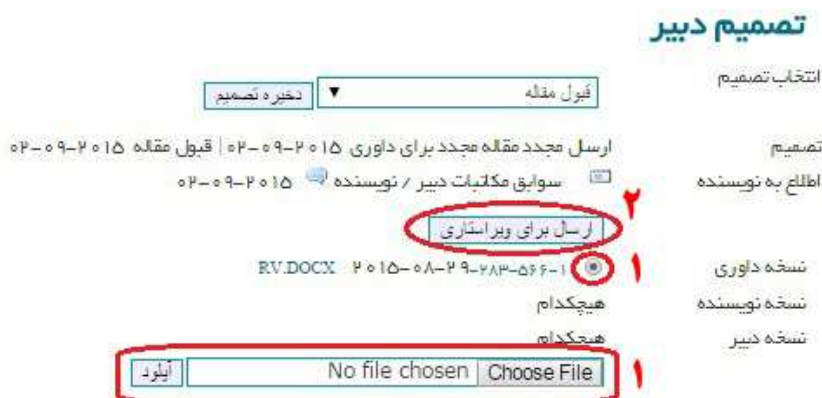 تصمیم دبیر
انتخاب تصمیم قبول مقاله ▼ ذخیره تصمیم
تصمیم ارسال مجدد مقاله مجدد برای داوری ۲۰۱۵-۰۹-۰۲ | قبول مقاله ۲۰۱۵-۰۹-۰۲
اطلاع به نویسنده سوابق مکاتبات دبیر / نویسنده ۲۰۱۵-۰۹-۰۲
ارسال برای ویراستاری ۲
نسخه داوری ۱ ۲۸۳-۵۶۶-۱-RV.DOCX ۲۰۱۵-۰۸-۲۹
نسخه نویسنده هیچکدام
نسخه دبیر هیچکدام
۱ Choose File No file chosen آپلود